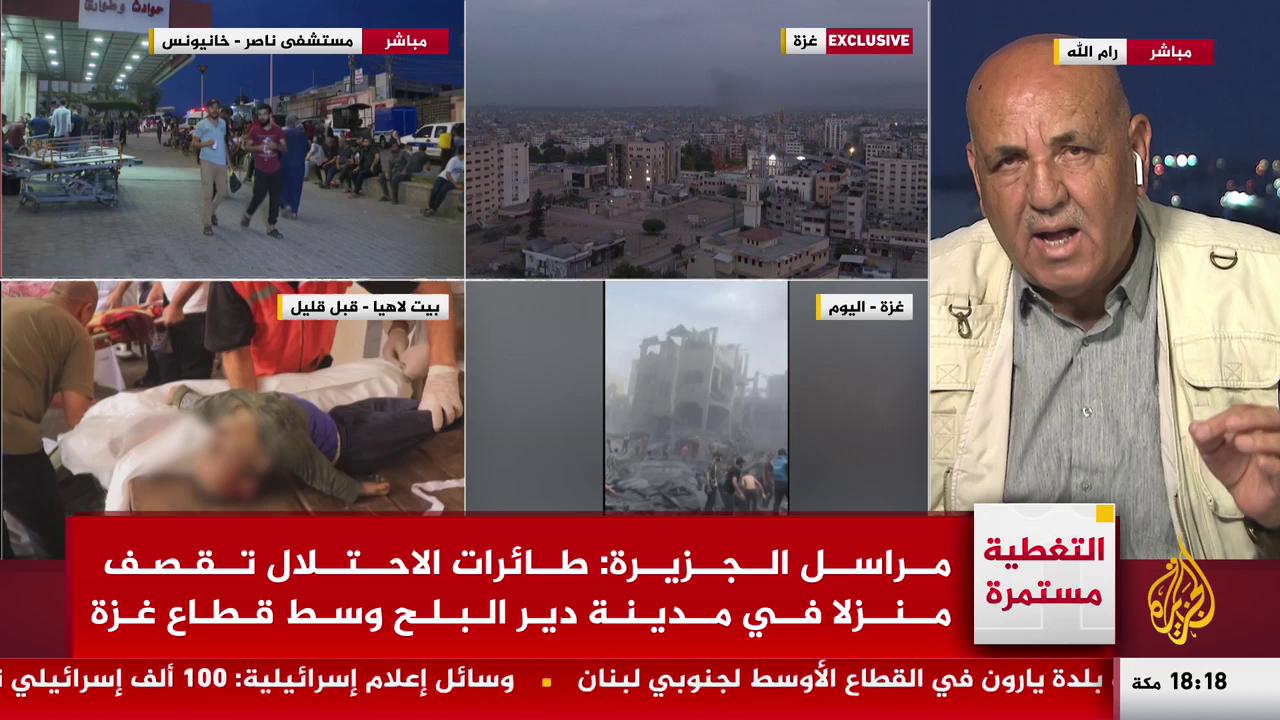 حوادث وطوارئ
مباشر
مستشفى ناصر - خانيونس
EXCLUSIVE
غزة
مباشر
رام الله
بيت لاهيا - قبل قليل
غزة - اليوم
التغطية
مستمرة
مراسل الجزيرة: طائرات الاحتلال تقصف
منزلا في مدينة دير البلح وسط قطاع غزة
الجزيرة
بلدة يارون في القطاع الأوسط لجنوبي لبنان ▪ وسائل إعلام إسرائيلية: 100 ألف إسرائيلي
18:18 مكة